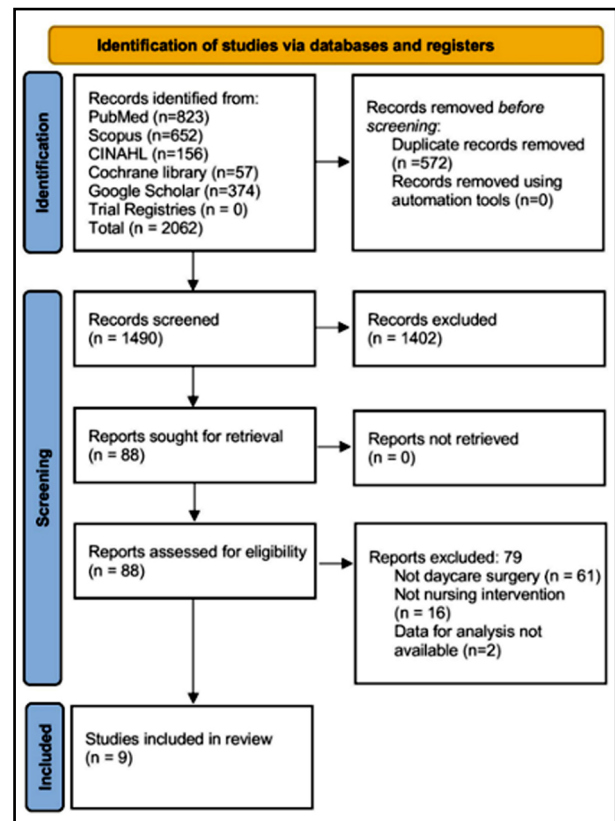 Identification of studies via databases and registers
Identification
Records identified from:
PubMed (n=823)
Scopus (n=652)
CINAHL (n=156)
Cochrane library (n=57)
Google Scholar (n=374)
Trial Registries (n = 0)
Total (n = 2062)
Records removed before
screening:
Duplicate records removed
(n =572)
Records removed using
automation tools (n=0)
Screening
Records screened
(n = 1490)
Records excluded
(n = 1402)
Reports sought for retrieval
(n = 88)
Reports not retrieved
(n = 0)
Reports assessed for eligibility
(n = 88)
Reports excluded: 79
Not daycare surgery (n = 61)
Not nursing intervention
(n = 16)
Data for analysis not
available (n=2)
Included
Studies included in review
(n = 9)